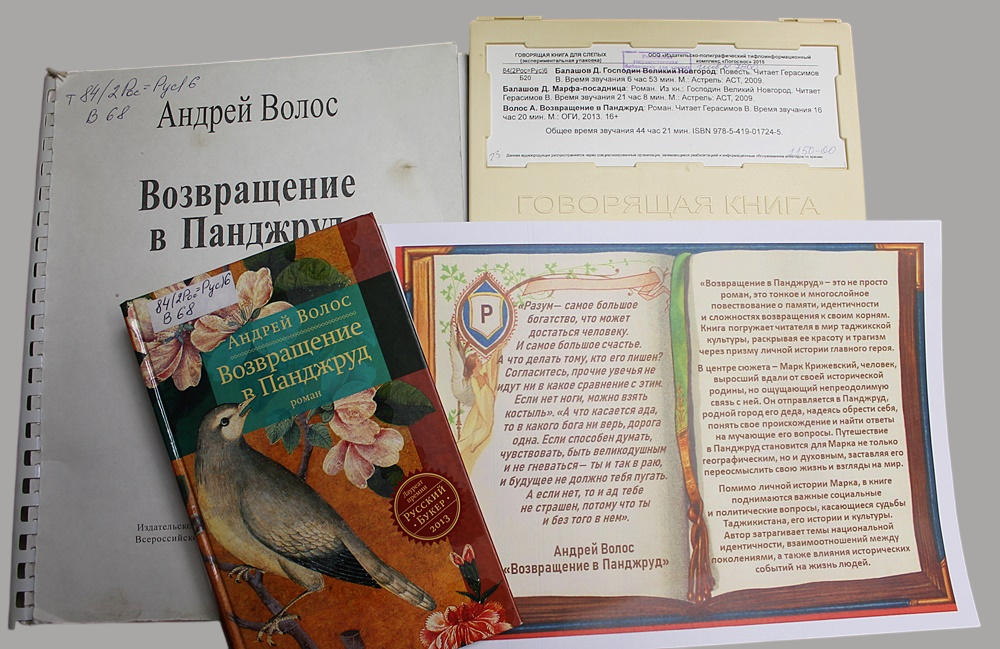 т 84(2Рос=Рус)6
В 68
Андрей Волос
Возвращение
в Панджруд
Издательско
Всероссийско
84(2Рос=Рус)6
В 68
АНДРЕЙ ВОЛОС
Возвращение
в Панджруд
роман
Лауреат
премии
РУССКИЙ
БУКЕР
2013
ГОВОРЯЩАЯ КНИГА ДЛЯ СЛЕПЫХ
(экспериментальная упаковка)
ООО «Издательско-полиграфический тифлоинформационный
комплекс «Логосвос» 2015
84(2Рос=Рус)6
Б20
Балашов Д. Господин Великий Новгород: Повесть. Читает Герасимов
В. Время звучания 6 час 53 мин. М.: Астрель: АСТ, 2009.
Балашов Д. Марфа-посадница: Роман. Из кн.: Господин Великий Новгород. Читает
Герасимов В. Время звучания 21 час 8 мин. М.: Астрель: АСТ, 2009.
Волос А. Возвращение в Панджруд: Роман. Читает Герасимов В. Время звучания 16
час 20 мин. М.: ОГИ, 2013. 16+
Общее время звучания 44 час 21 мин. ISBN 978-5-419-01724-5.
1150-00
ГОВОРЯЩАЯ КНИГА
Р
«Разум— самое большое
богатство, что может
достаться человеку.
И самое большое счастье.
А что делать тому, кто его лишен?
Согласитесь, прочие увечья не
идут ни в какое сравнение с этим.
Если нет ноги, можно взять
костыль». «А что касается ада,
то в какого бога ни верь, дорога
одна. Если способен думать,
чувствовать, быть великодушным
и не гневаться — ты и так в раю,
и будущее не должно тебя пугать.
А если нет, то и ад тебе
не страшен, потому что ты
и без того в нем».
Андрей Волос
«Возвращение в Панджруд»
«Возвращение в Панджруд» – это не просто
роман, это тонкое и многослойное
повествование о памяти, идентичности
и сложностях возвращения к своим корням.
Книга погружает читателя в мир таджикской
культуры, раскрывая ее красоту и трагизм
через призму личной истории главного героя.
В центре сюжета – Марк Крижевский, человек,
выросший вдали от своей исторической
родины, но ощущающий непреодолимую
связь с ней. Он отправляется в Панджруд,
родной город его деда, надеясь обрести себя,
понять свое происхождение и найти ответы
на мучающие его вопросы. Путешествие
в Панджруд становится для Марка не только
географическим, но и духовным, заставляя его
переосмыслить свою жизнь и взгляды на мир.
Помимо личной истории Марка, в книге
поднимаются важные социальные
и политические вопросы, касающиеся судьбы
Таджикистана, его истории и культуры.
Автор затрагивает темы национальной
идентичности, взаимоотношений между
поколениями, а также влияния исторических
событий на жизнь людей.